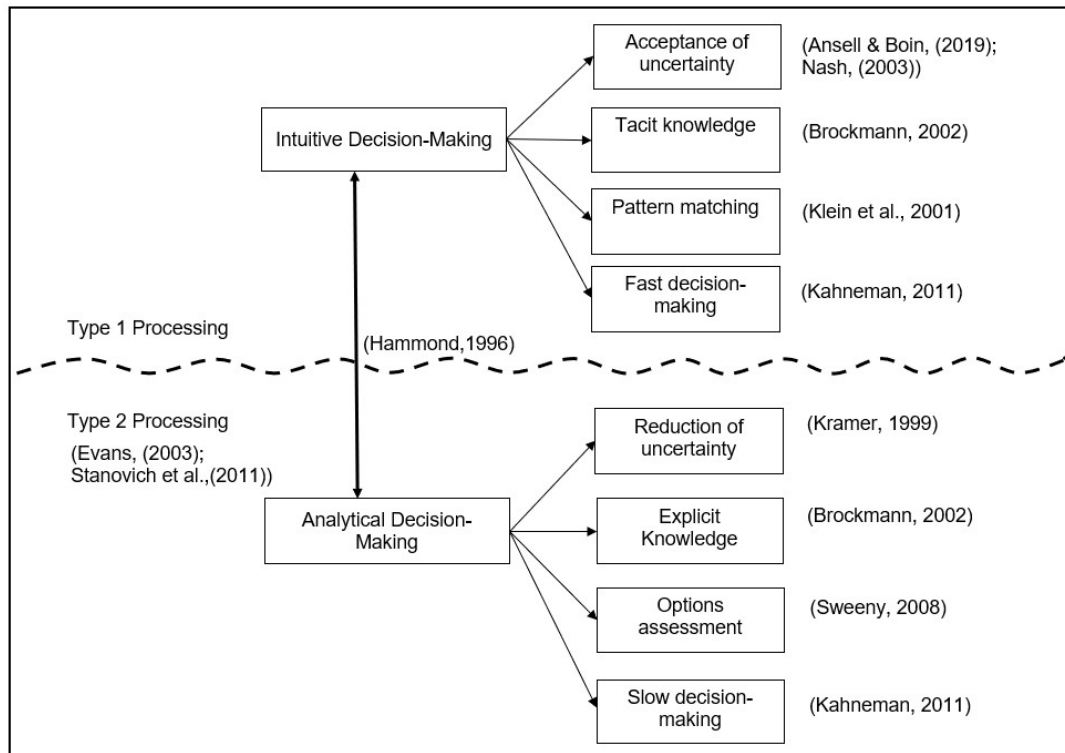 Acceptance of
uncertainty
(Ansell & Boin, (2019);
Nash, (2003))
Intuitive Decision-Making
Tacit knowledge
(Brockmann, 2002)
Pattern matching
(Klein et al., 2001)
Fast decision-
making
(Kahneman, 2011)
Type 1 Processing
(Hammond,1996)
Type 2 Processing
(Evans, (2003);
Stanovich et al.,(2011))
Reduction of
uncertainty
(Kramer, 1999)
Analytical Decision-
Making
Explicit
Knowledge
(Brockmann, 2002)
Options
assessment
(Sweeny, 2008)
Slow decision-
making
(Kahneman, 2011)